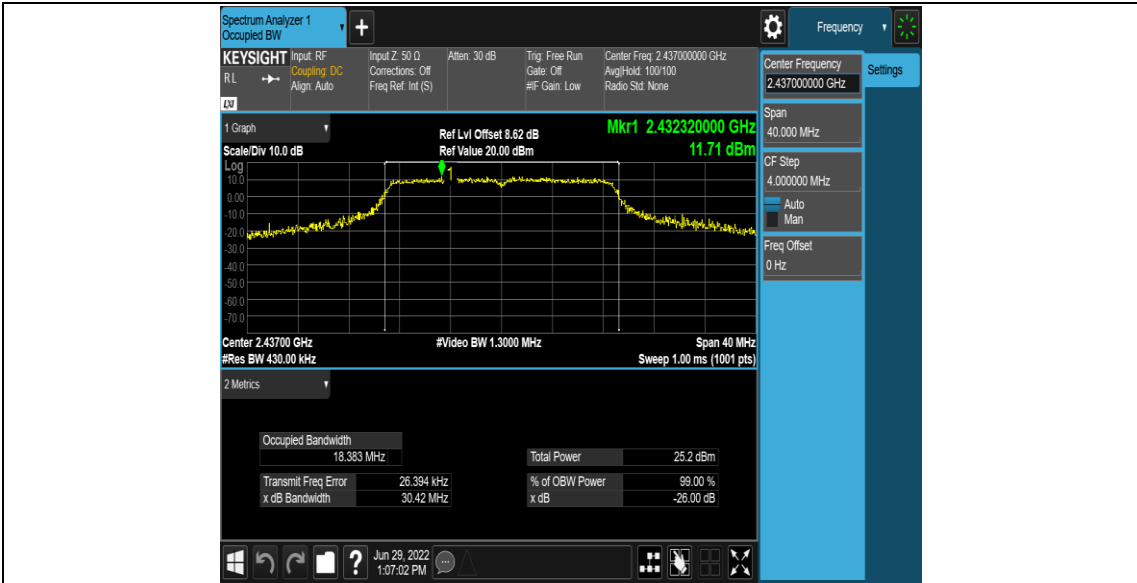 Spectrum Analyzer 1
Occupied BW
Frequency
KEYSIGHT
R L
LXI
Input: RF
Coupling: DC
Align: Auto
Input Z: 50 Ω
Corrections: Off
Freq Ref: Int (S)
Atten: 30 dB
Trig: Free Run
Gate: Off
#IF Gain: Low
Center Freq: 2.437000000 GHz
Avg|Hold: 100/100
Radio Std: None
Center Frequency
2.437000000 GHz
Settings
Span
40.000 MHz
CF Step
4.000000 MHz
Auto
Man
Freq Offset
0 Hz
1 Graph
Ref Lvl Offset 8.62 dB
Mkr1 2.432320000 GHz
Scale/Div 10.0 dB
Ref Value 20.00 dBm
11.71 dBm
Log
1
10.0
0.00
-10.0
-20.0
-30.0
-40.0
-50.0
-60.0
-70.0
Center 2.43700 GHz
#Video BW 1.3000 MHz
Span 40 MHz
#Res BW 430.00 kHz
Sweep 1.00 ms (1001 pts)
2 Metrics
Occupied Bandwidth
18.383 MHz
Total Power
25.2 dBm
Transmit Freq Error
26.394 kHz
% of OBW Power
99.00 %
x dB Bandwidth
30.42 MHz
x dB
-26.00 dB
?
Jun 29, 2022
1:07:02 PM